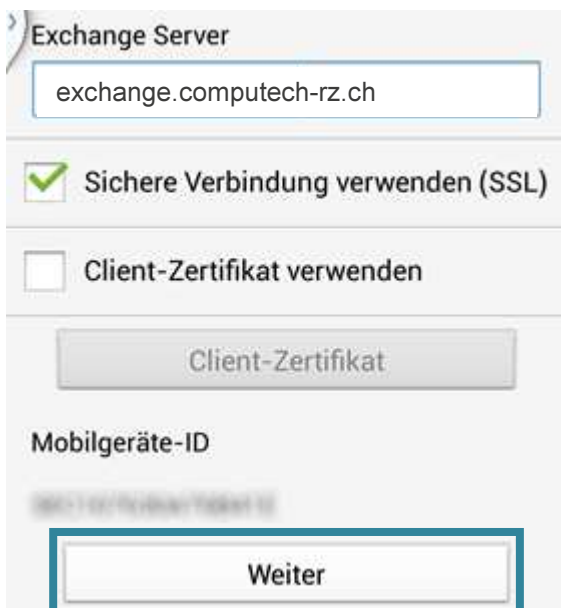 Exchange Server
exchange.computech-rz.ch
Sichere Verbindung verwenden (SSL)
Client-Zertifikat verwenden
Client-Zertifikat
Mobilgeräte-ID
Weiter